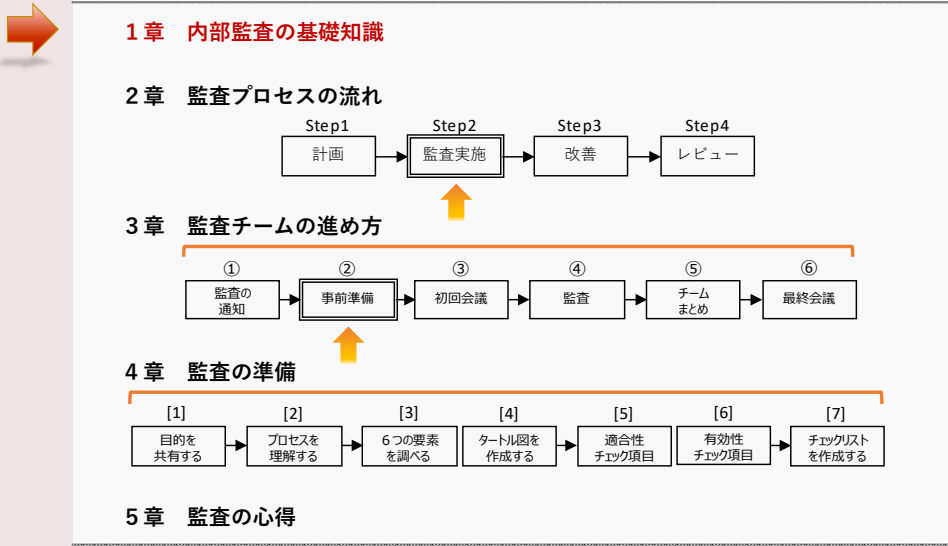 1章 内部監査の基礎知識
2章 監査プロセスの流れ
Step1 Step2 Step3 Step4
計画 監査実施 改善 レビュー
3章 監査チームの進め方
① ② ③ ④ ⑤ ⑥
監査の
通知
事前準備
初回会議
監査
チーム
まとめ
最終会議
4章 監査の準備
[1] [2] [3] [4] [5] [6] [7]
目的を
共有する
プロセスを
理解する
6つの要素
を調べる
タートル図を
作成する
適合性
チェック項目
有効性
チェック項目
チェックリスト
を作成する
5章 監査の心得